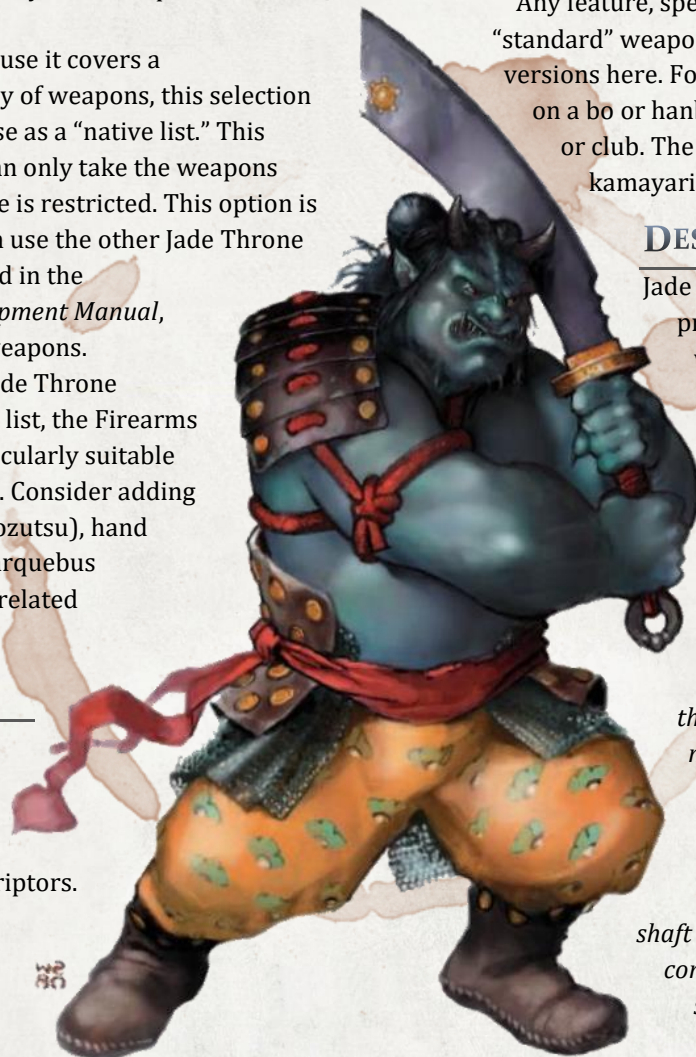 use it covers a
y of weapons, this selection
se as a “native list.” This
an only take the weapons
e is restricted. This option is
n use the other Jade Throne
d in the
pment Manual,
eapons.
de Throne
list, the Firearms
cularly suitable
. Consider adding
ozutsu), hand
arquebus
related
riptors.
Any feature, spe
“standard” weapo
versions here. Fo
on a bo or hanl
or club. The
kamayari
DES
Jade
pr
th
r
shaft
con
s